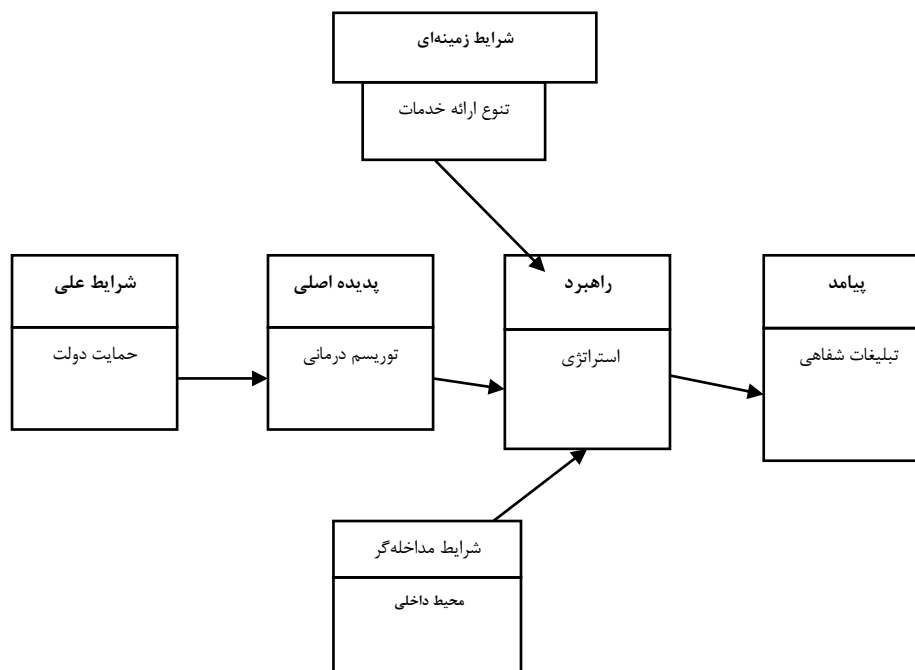 شرایط زمینه‌ای
تنوع ارائه خدمات
شرایط علی
حمایت دولت
پدیده اصلی
توریسم درمانی
راهبرد
استراتژی
پیامد
تبلیغات شفاهی
شرایط مداخله‌گر
محیط داخلی